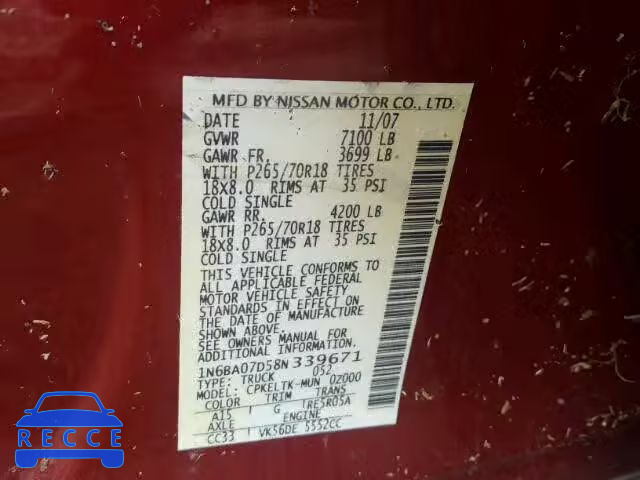 MFD BY NISSAN MOTOR CO., LTD.
DATE 11/07
GVWR 7100 LB
GAWR FR. 3699 LB
WITH P265/70R18 TIRES
18X8.0 RIMS AT 35 PSI
COLD SINGLE
GAWR RR. 4200 LB
WITH P265/70R18 TIRES
18X8.0 RIMS AT 35 PSI
COLD SINGLE
THIS VEHICLE CONFORMS TO
ALL APPLICABLE FEDERAL
MOTOR VEHICLE SAFETY
STANDARDS IN EFFECT ON
THE DATE OF MANUFACTURE
SHOWN ABOVE.
SEE OWNERS MANUAL FOR
ADDITIONAL INFORMATION.
1N6BA07D58N339671
TYPE: TRUCK 052
MODEL: CPKELTK-MUN 02000
COLOR TRIM TRANS
A15 G TRE5R05A
AXLE ENGINE
CC33 VK56DE 5552CC
BIDCARZ
RECORDS